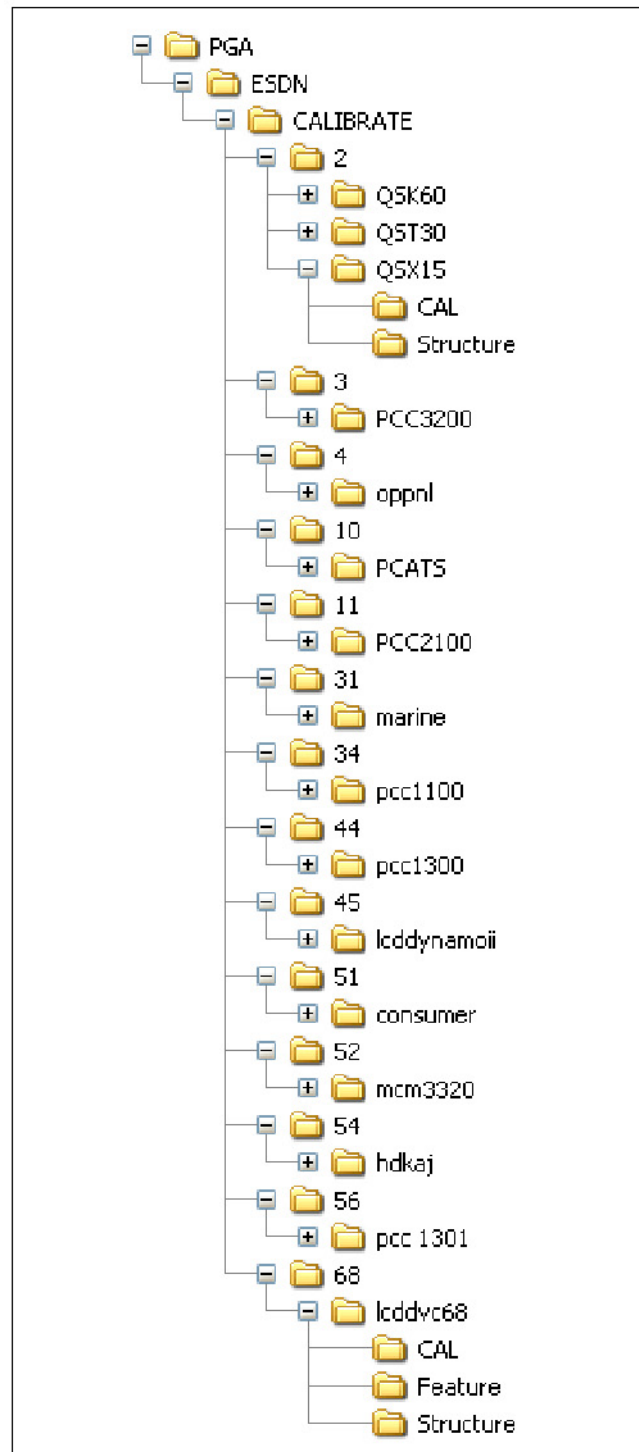 PGA
ESDN
CALIBRATE
2
QSK60
QST30
QSX15
CAL
Structure
3
PCC3200
4
oppnl
10
PCATS
11
PCC2100
31
marine
34
pcc1100
44
pcc1300
45
lcddynamoii
51
consumer
52
mcm3320
54
hdkaj
56
pcc 1301
68
lcddvc68
CAL
Feature
Structure